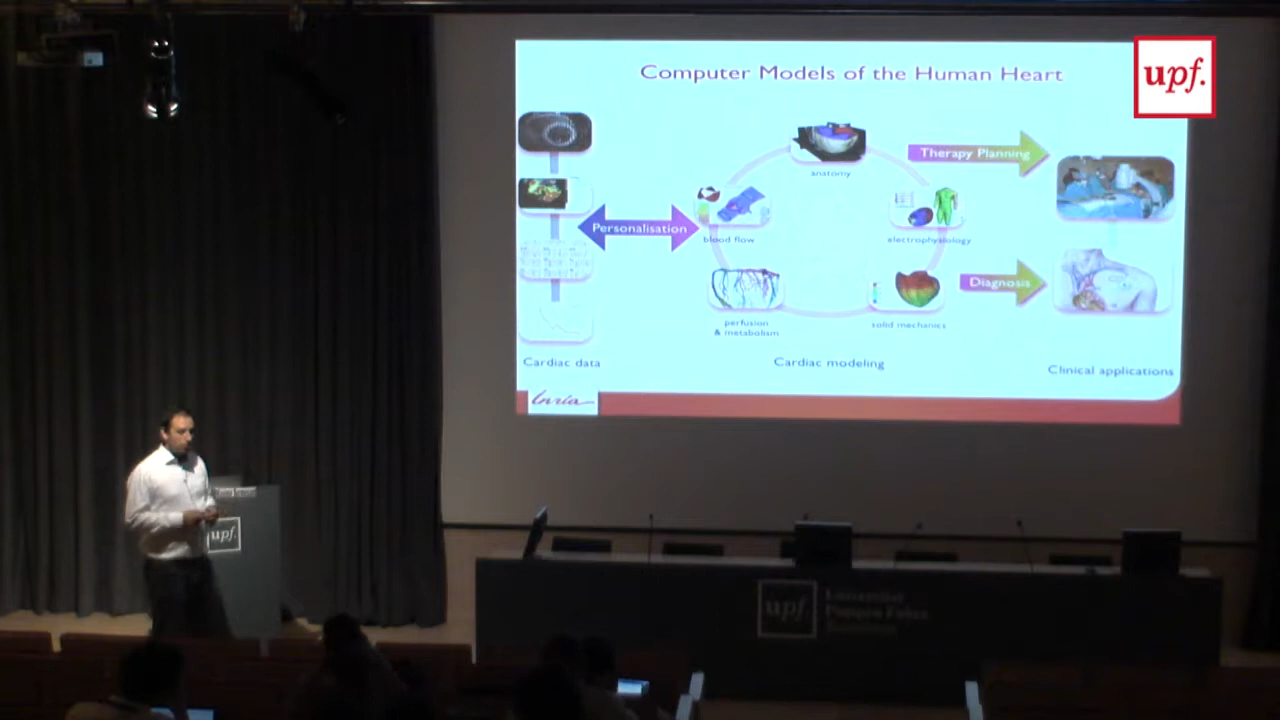 Computer Models of the Human Heart
upf.
Therapy Planning
anatomy
Personalisation
blood flow
electrophysiology
Diagnosis
perfusion
& metabolism
solid mechanics
Cardiac data
Cardiac modeling
Clinical applications
Inria
upf.
upf.